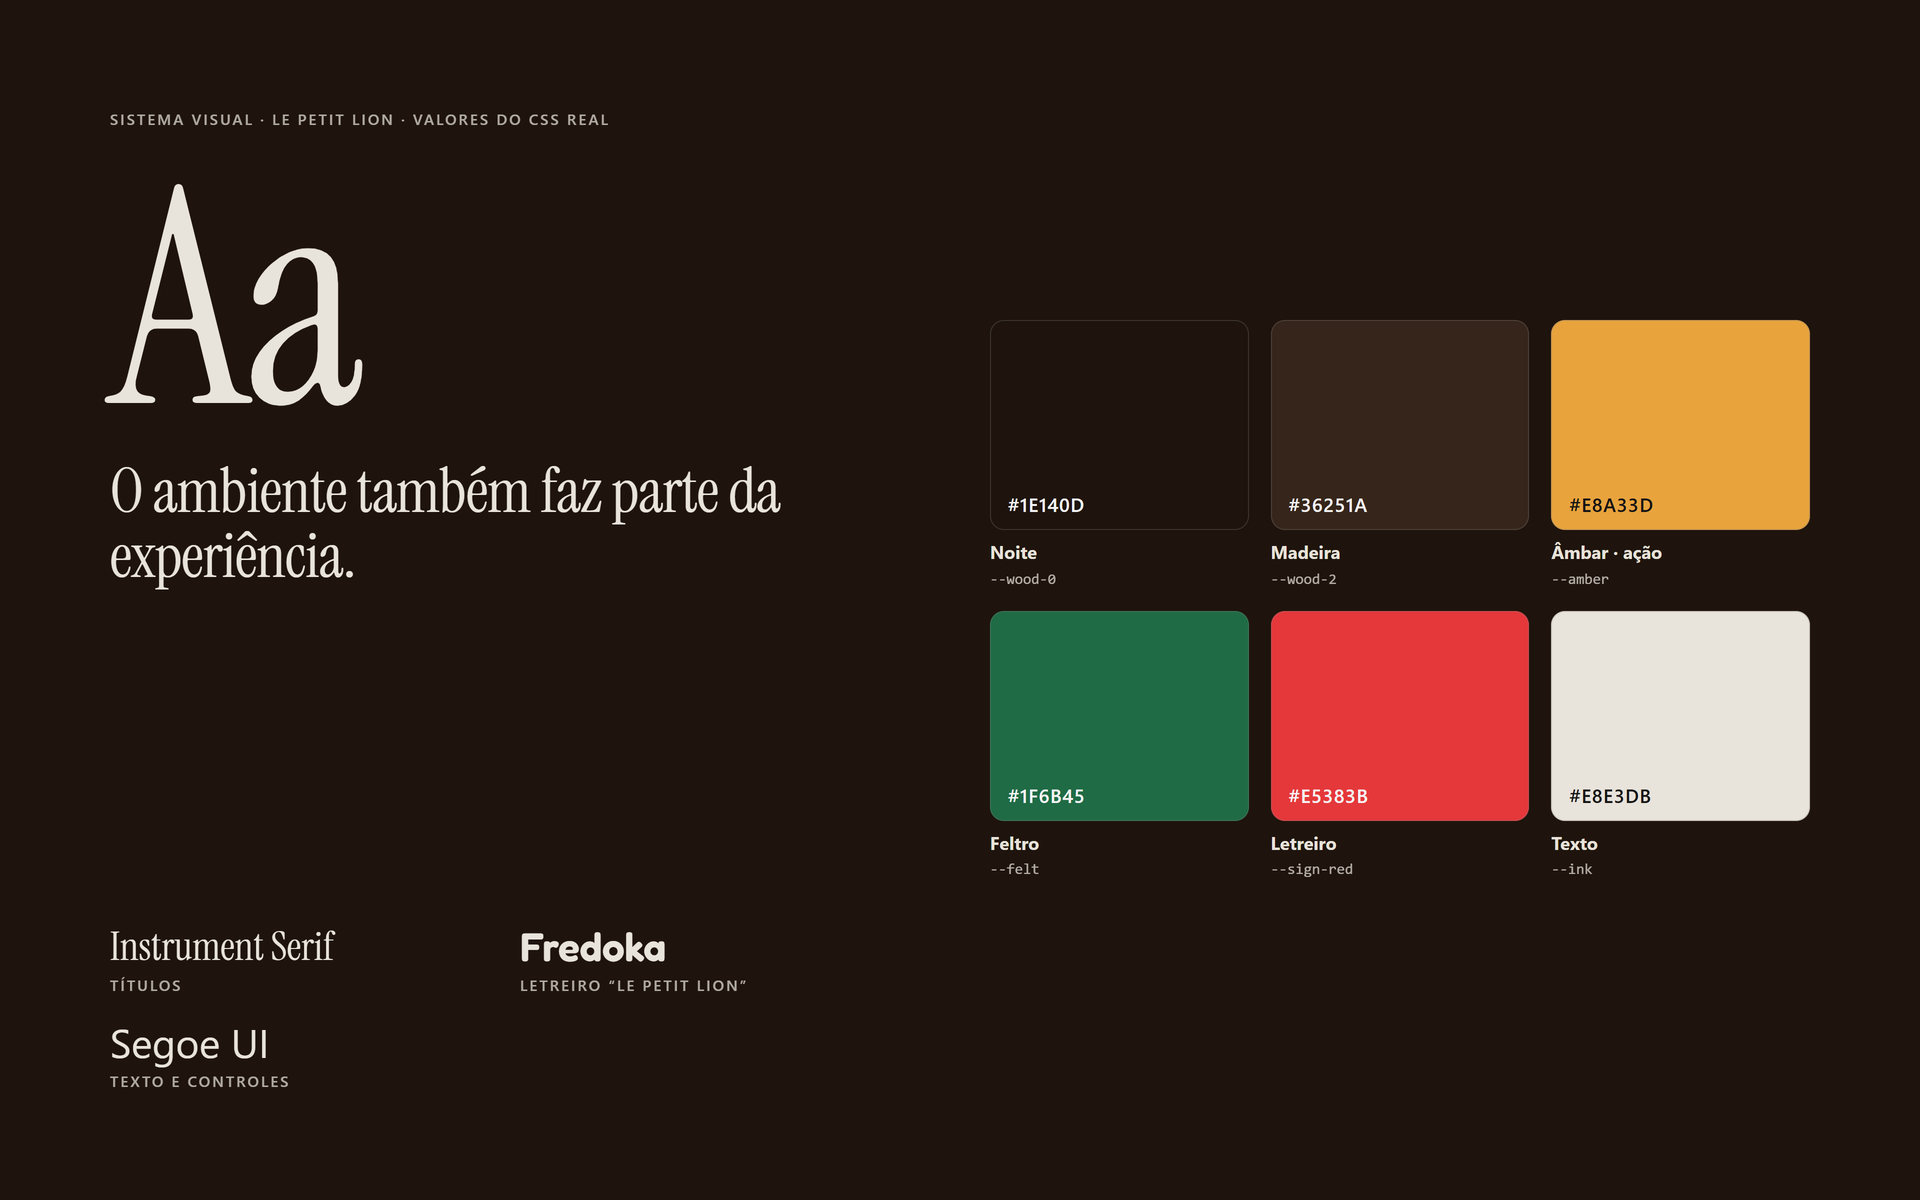 SISTEMA VISUAL · LE PETIT LION · VALORES DO CSS REAL
Aa
O ambiente também faz parte da
experiência.
Instrument Serif
TÍTULOS
Fredoka
LETREIRO “LE PETIT LION”
Segoe UI
TEXTO E CONTROLES
#1E140D
Noite
--wood-0
#36251A
Madeira
--wood-2
#E8A33D
Âmbar · ação
--amber
#1F6B45
Feltro
--felt
#E5383B
Letreiro
--sign-red
#E8E3DB
Texto
--ink